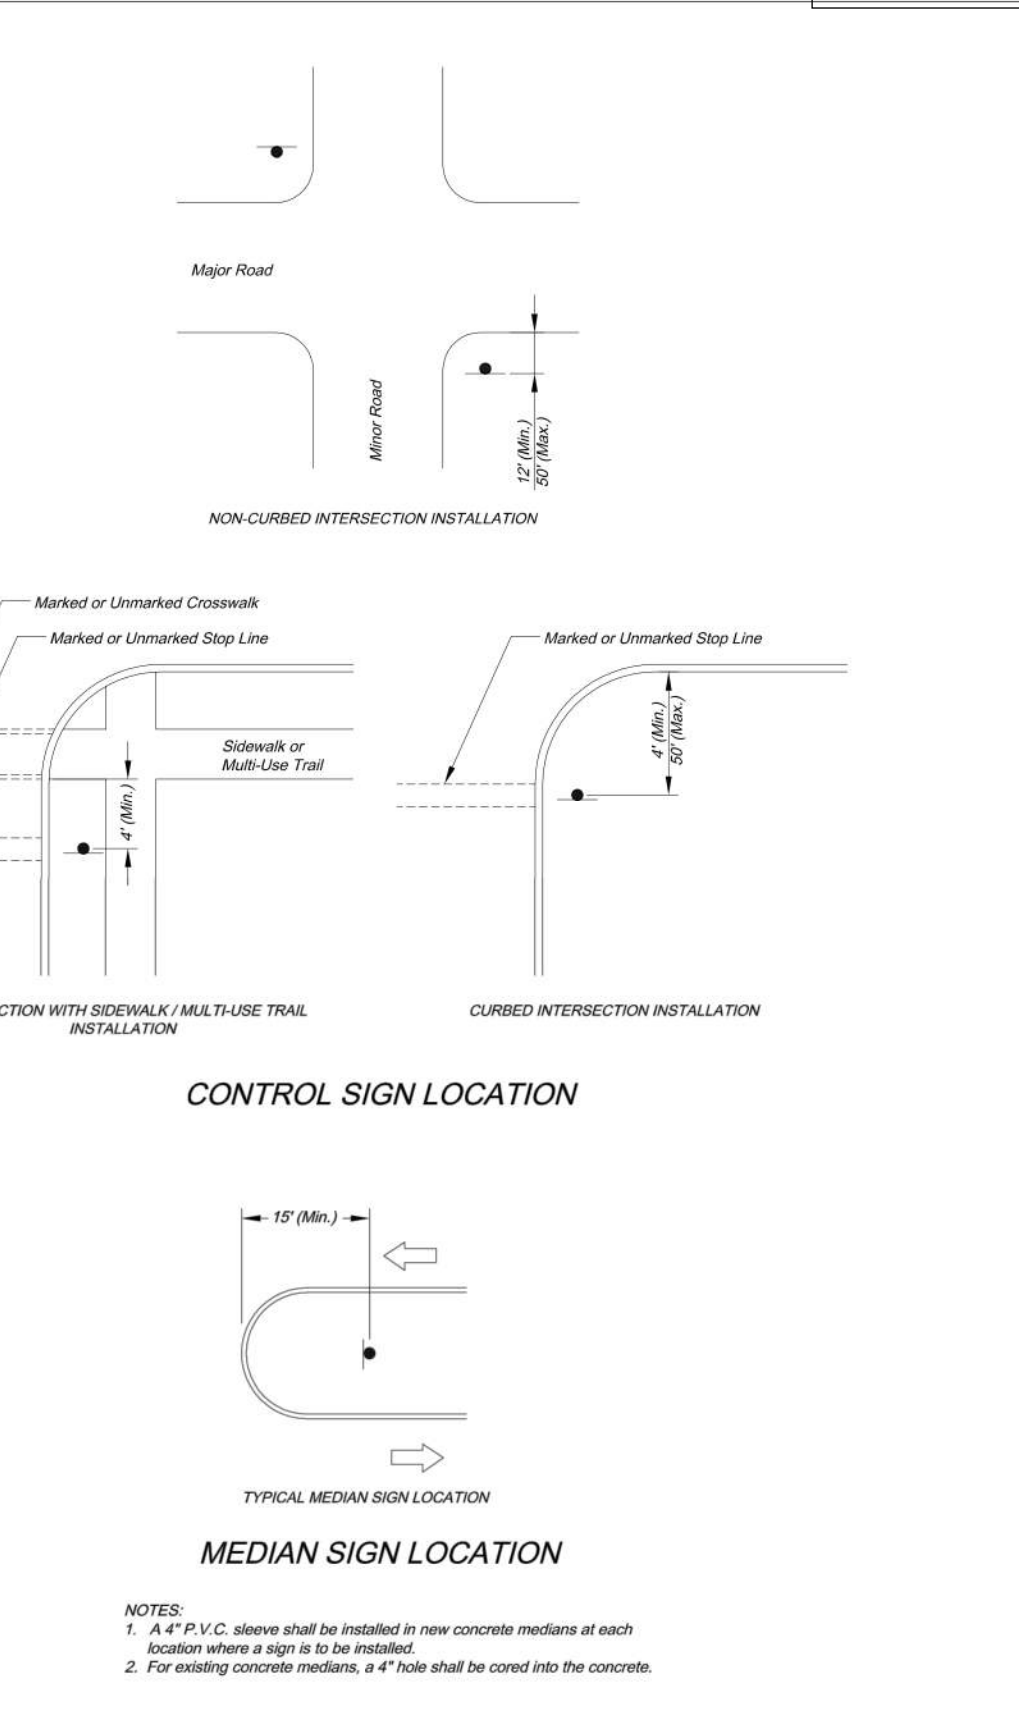 Major Road
Minor Road
12' (Min.)
50' (Max.)
NON-CURBED INTERSECTION INSTALLATION
Marked or Unmarked Crosswalk
Marked or Unmarked Stop Line
Sidewalk or
Multi-Use Trail
4' (Min.)
CTION WITH SIDEWALK / MULTI-USE TRAIL
INSTALLATION
Marked or Unmarked Stop Line
4' (Min.)
50' (Max.)
CURBED INTERSECTION INSTALLATION
CONTROL SIGN LOCATION
15' (Min.)
TYPICAL MEDIAN SIGN LOCATION
MEDIAN SIGN LOCATION
NOTES:
1. A 4" P.V.C. sleeve shall be installed in new concrete medians at each
location where a sign is to be installed.
2. For existing concrete medians, a 4" hole shall be cored into the concrete.